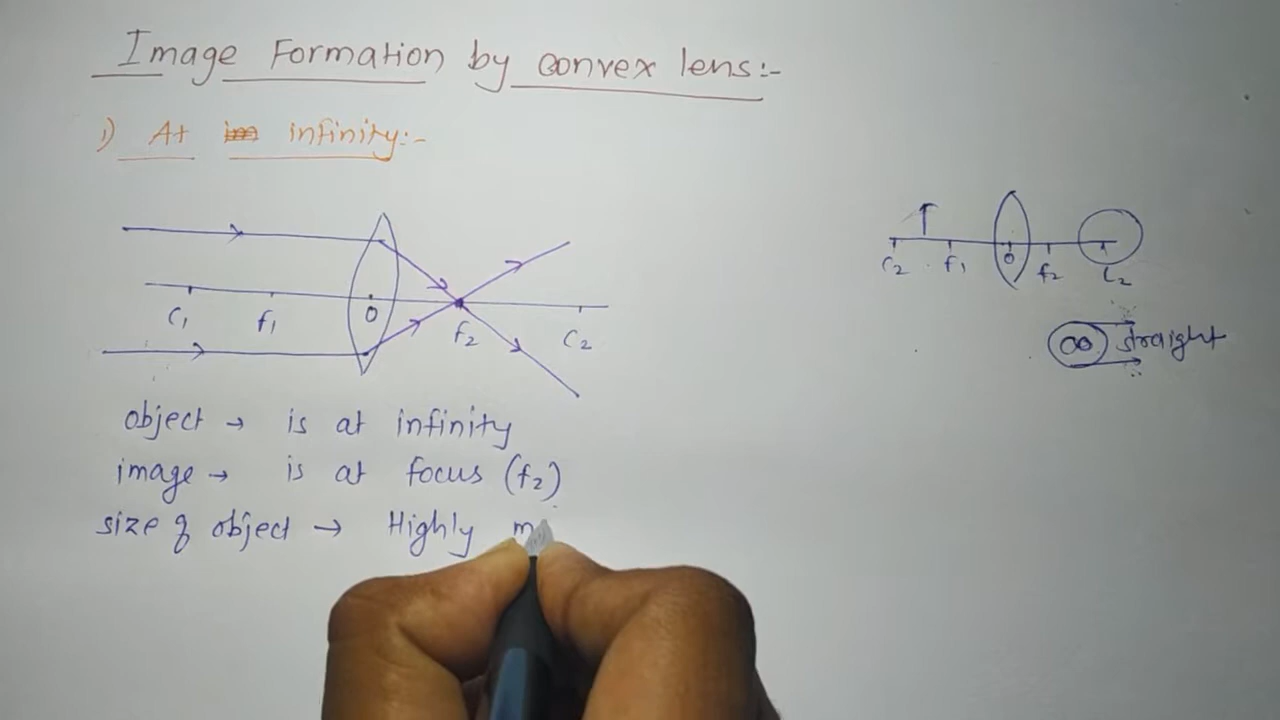 Image Formation by convex lens:-
1) At infinity:-
C₁ f₁ O f₂ C₂
C₂ f₁ O f₂ C₂
∞ straight
object → is at infinity
image → is at focus (f₂)
size of object → Highly m